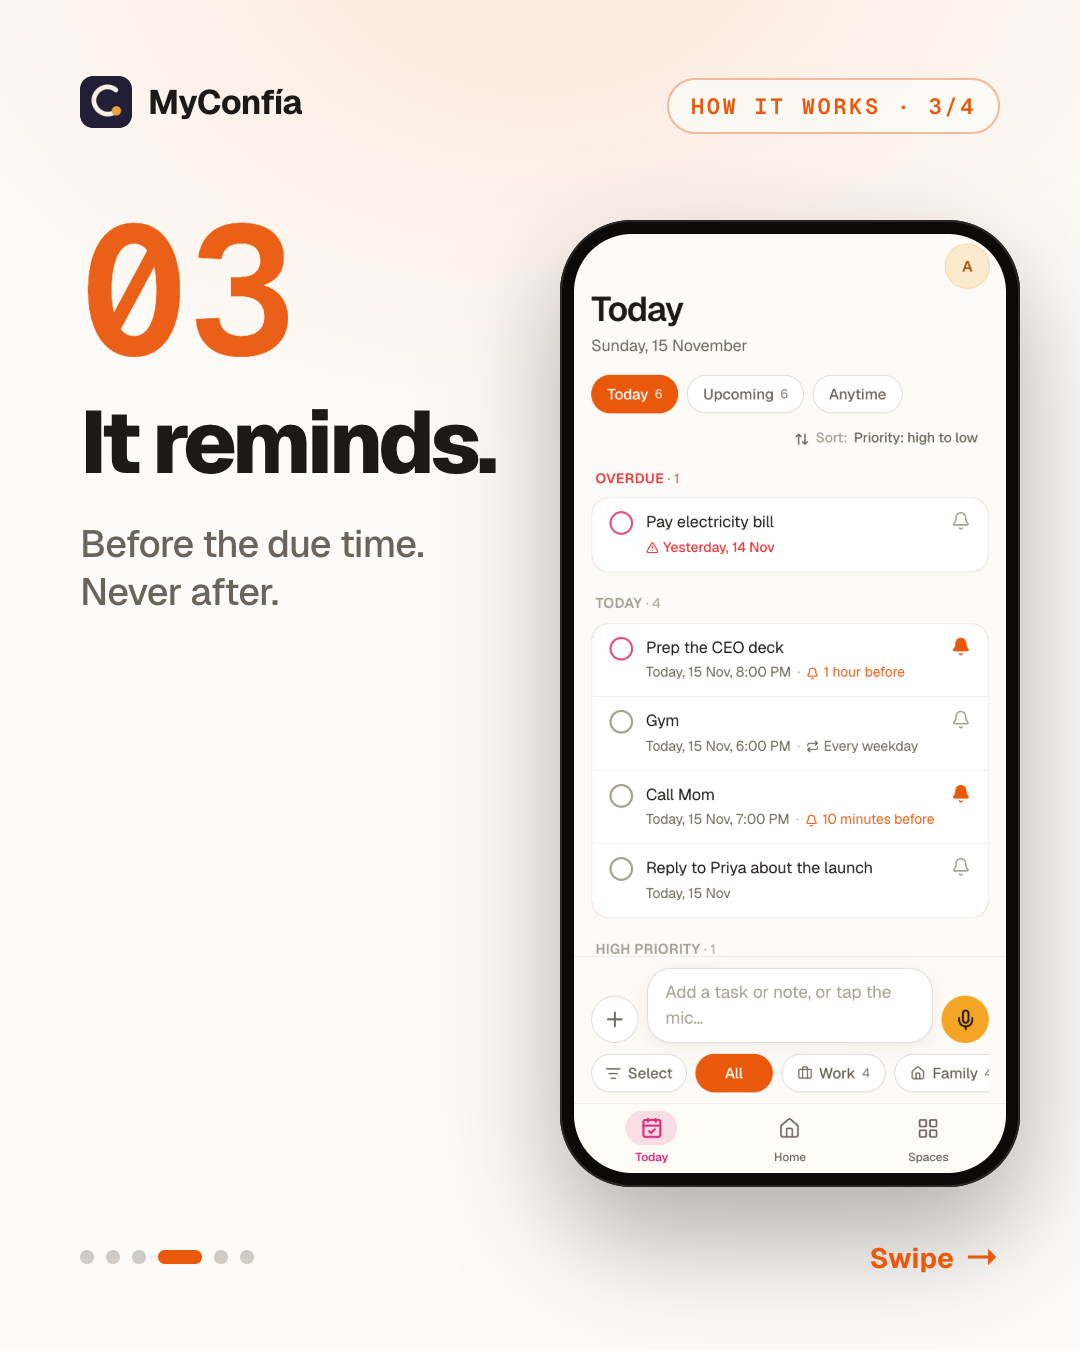 MyConfía
HOW IT WORKS · 3/4
03
It reminds.
Before the due time.
Never after.
A
Today
Sunday, 15 November
Today 6
Upcoming 6
Anytime
Sort: Priority: high to low
OVERDUE · 1
Pay electricity bill
Yesterday, 14 Nov
TODAY · 4
Prep the CEO deck
Today, 15 Nov, 8:00 PM · 1 hour before
Gym
Today, 15 Nov, 6:00 PM · Every weekday
Call Mom
Today, 15 Nov, 7:00 PM · 10 minutes before
Reply to Priya about the launch
Today, 15 Nov
HIGH PRIORITY · 1
Add a task or note, or tap the
mic...
Select
All
Work 4
Family 4
Today
Home
Spaces
Swipe →